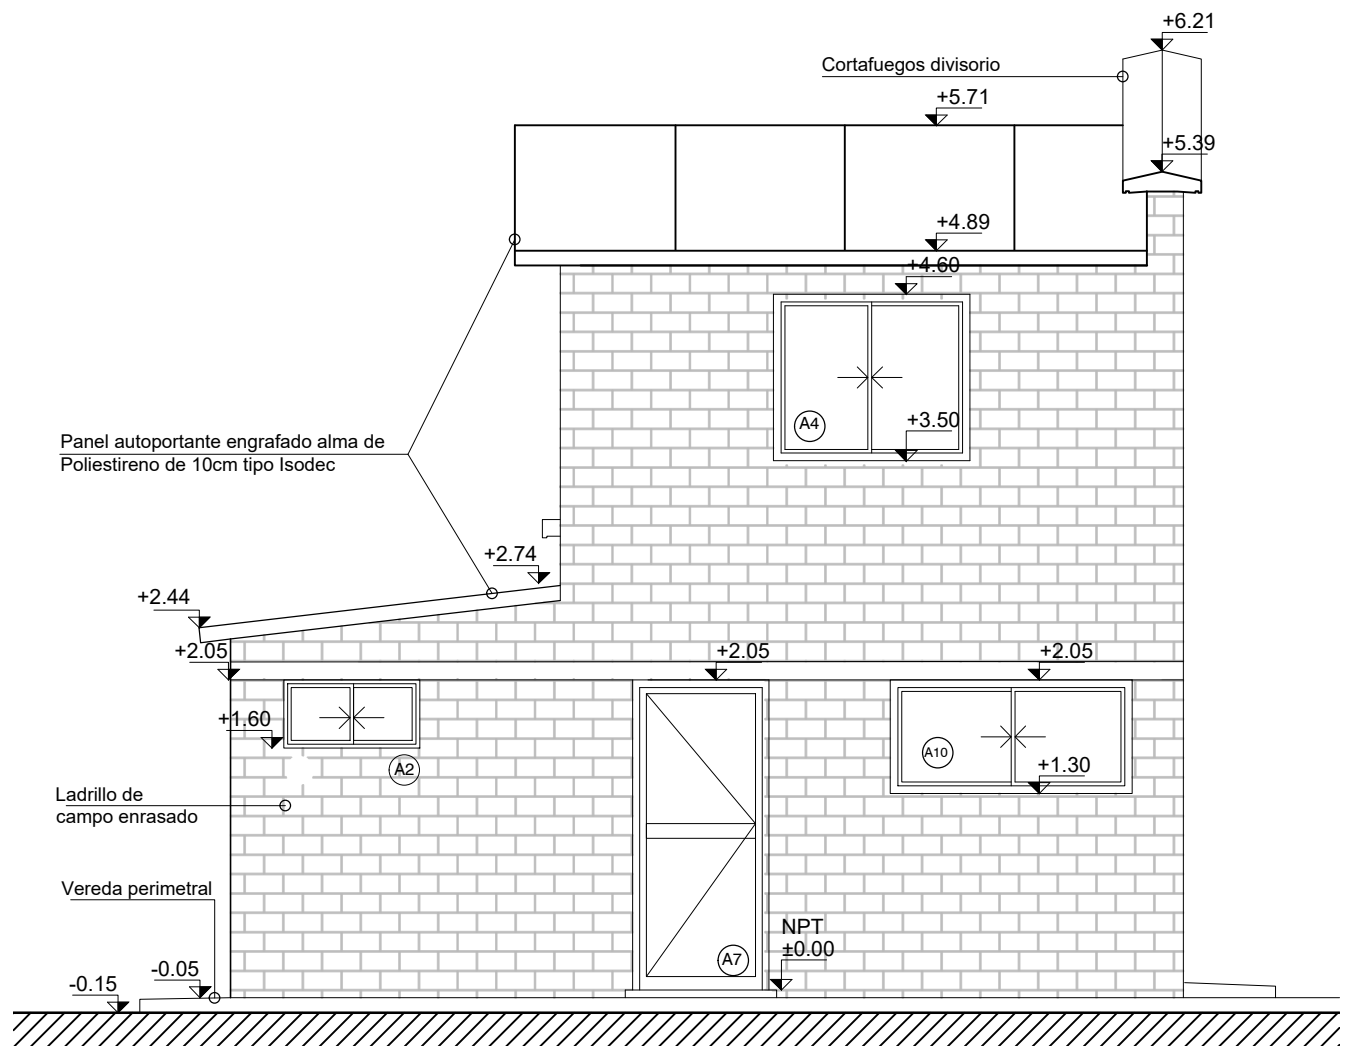 +6.21
Cortafuegos divisorio
+5.71
+5.39
+4.89
+4.60
A4
+3.50
Panel autoportante engrafado alma de
Poliestireno de 10cm tipo Isodec
+2.74
+2.44
+2.05
+2.05
+2.05
+1.60
A2
A10
+1.30
Ladrillo de
campo enrasado
Vereda perimetral
NPT
±0.00
A7
-0.05
-0.15